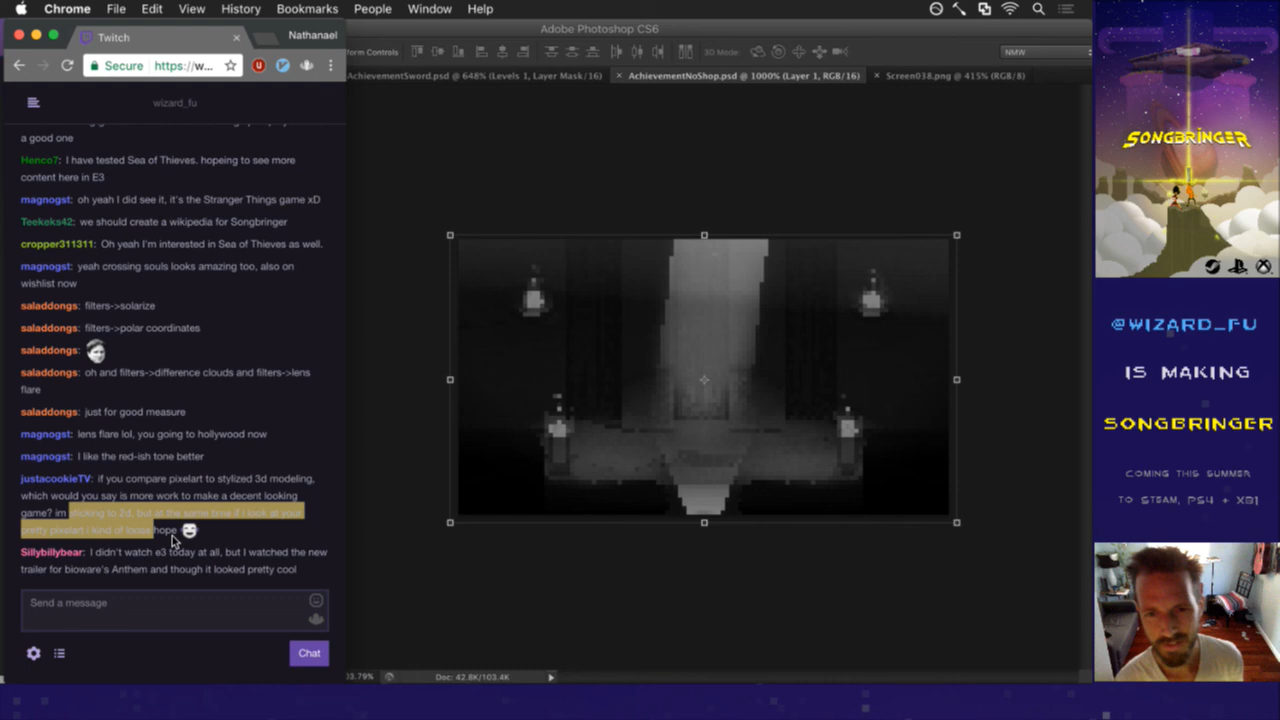 Chrome File Edit View History Bookmarks People Window Help
Twitch
Nathanael
Secure https://w...
wizard_fu
a good one
Henco7: I have tested Sea of Thieves. hopeing to see more
content here in E3
magnogst: oh yeah I did see it, it's the Stranger Things game xD
Teekeks42: we should create a wikipedia for Songbringer
cropper311311: Oh yeah I'm interested in Sea of Thieves as well.
magnogst: yeah crossing souls looks amazing too, also on
wishlist now
saladdongs: filters->solarize
saladdongs: filters->polar coordinates
saladdongs:
saladdongs: oh and filters->difference clouds and filters->lens
flare
saladdongs: just for good measure
magnogst: lens flare lol, you going to hollywood now
magnogst: I like the red-ish tone better
justacookieTV: if you compare pixelart to stylized 3d modeling,
which would you say is more work to make a decent looking
game? im sticking to 2d, but at the same time if i look at your
pretty pixelart i kind of loose hope
Sillybillybear: I didn't watch e3 today at all, but I watched the new
trailer for bioware's Anthem and though it looked pretty cool
Send a message
Chat
Adobe Photoshop CS6
form Controls
3D Mode:
NMW
AchievementSword.psd @ 648% (Levels 1, Layer Mask/16)
AchievementNoShop.psd @ 1000% (Layer 1, RGB/16)
Screen038.png @ 415% (RGB/8)
03.79%
Doc: 42.8K/103.4K
SONGBRINGER
@WIZARD_FU
IS MAKING
SONGBRINGER
COMING THIS SUMMER
TO STEAM, PS4 + XB1